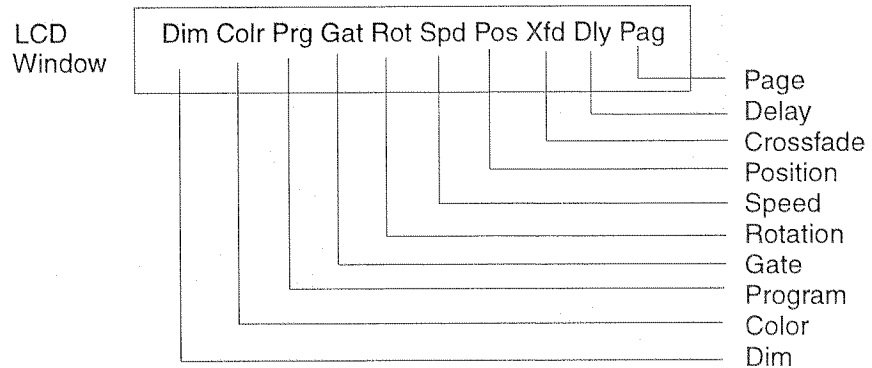 LCD
Window
Dim Colr Prg Gat Rot Spd Pos Xfd Dly Pag
Page
Delay
Crossfade
Position
Speed
Rotation
Gate
Program
Color
Dim